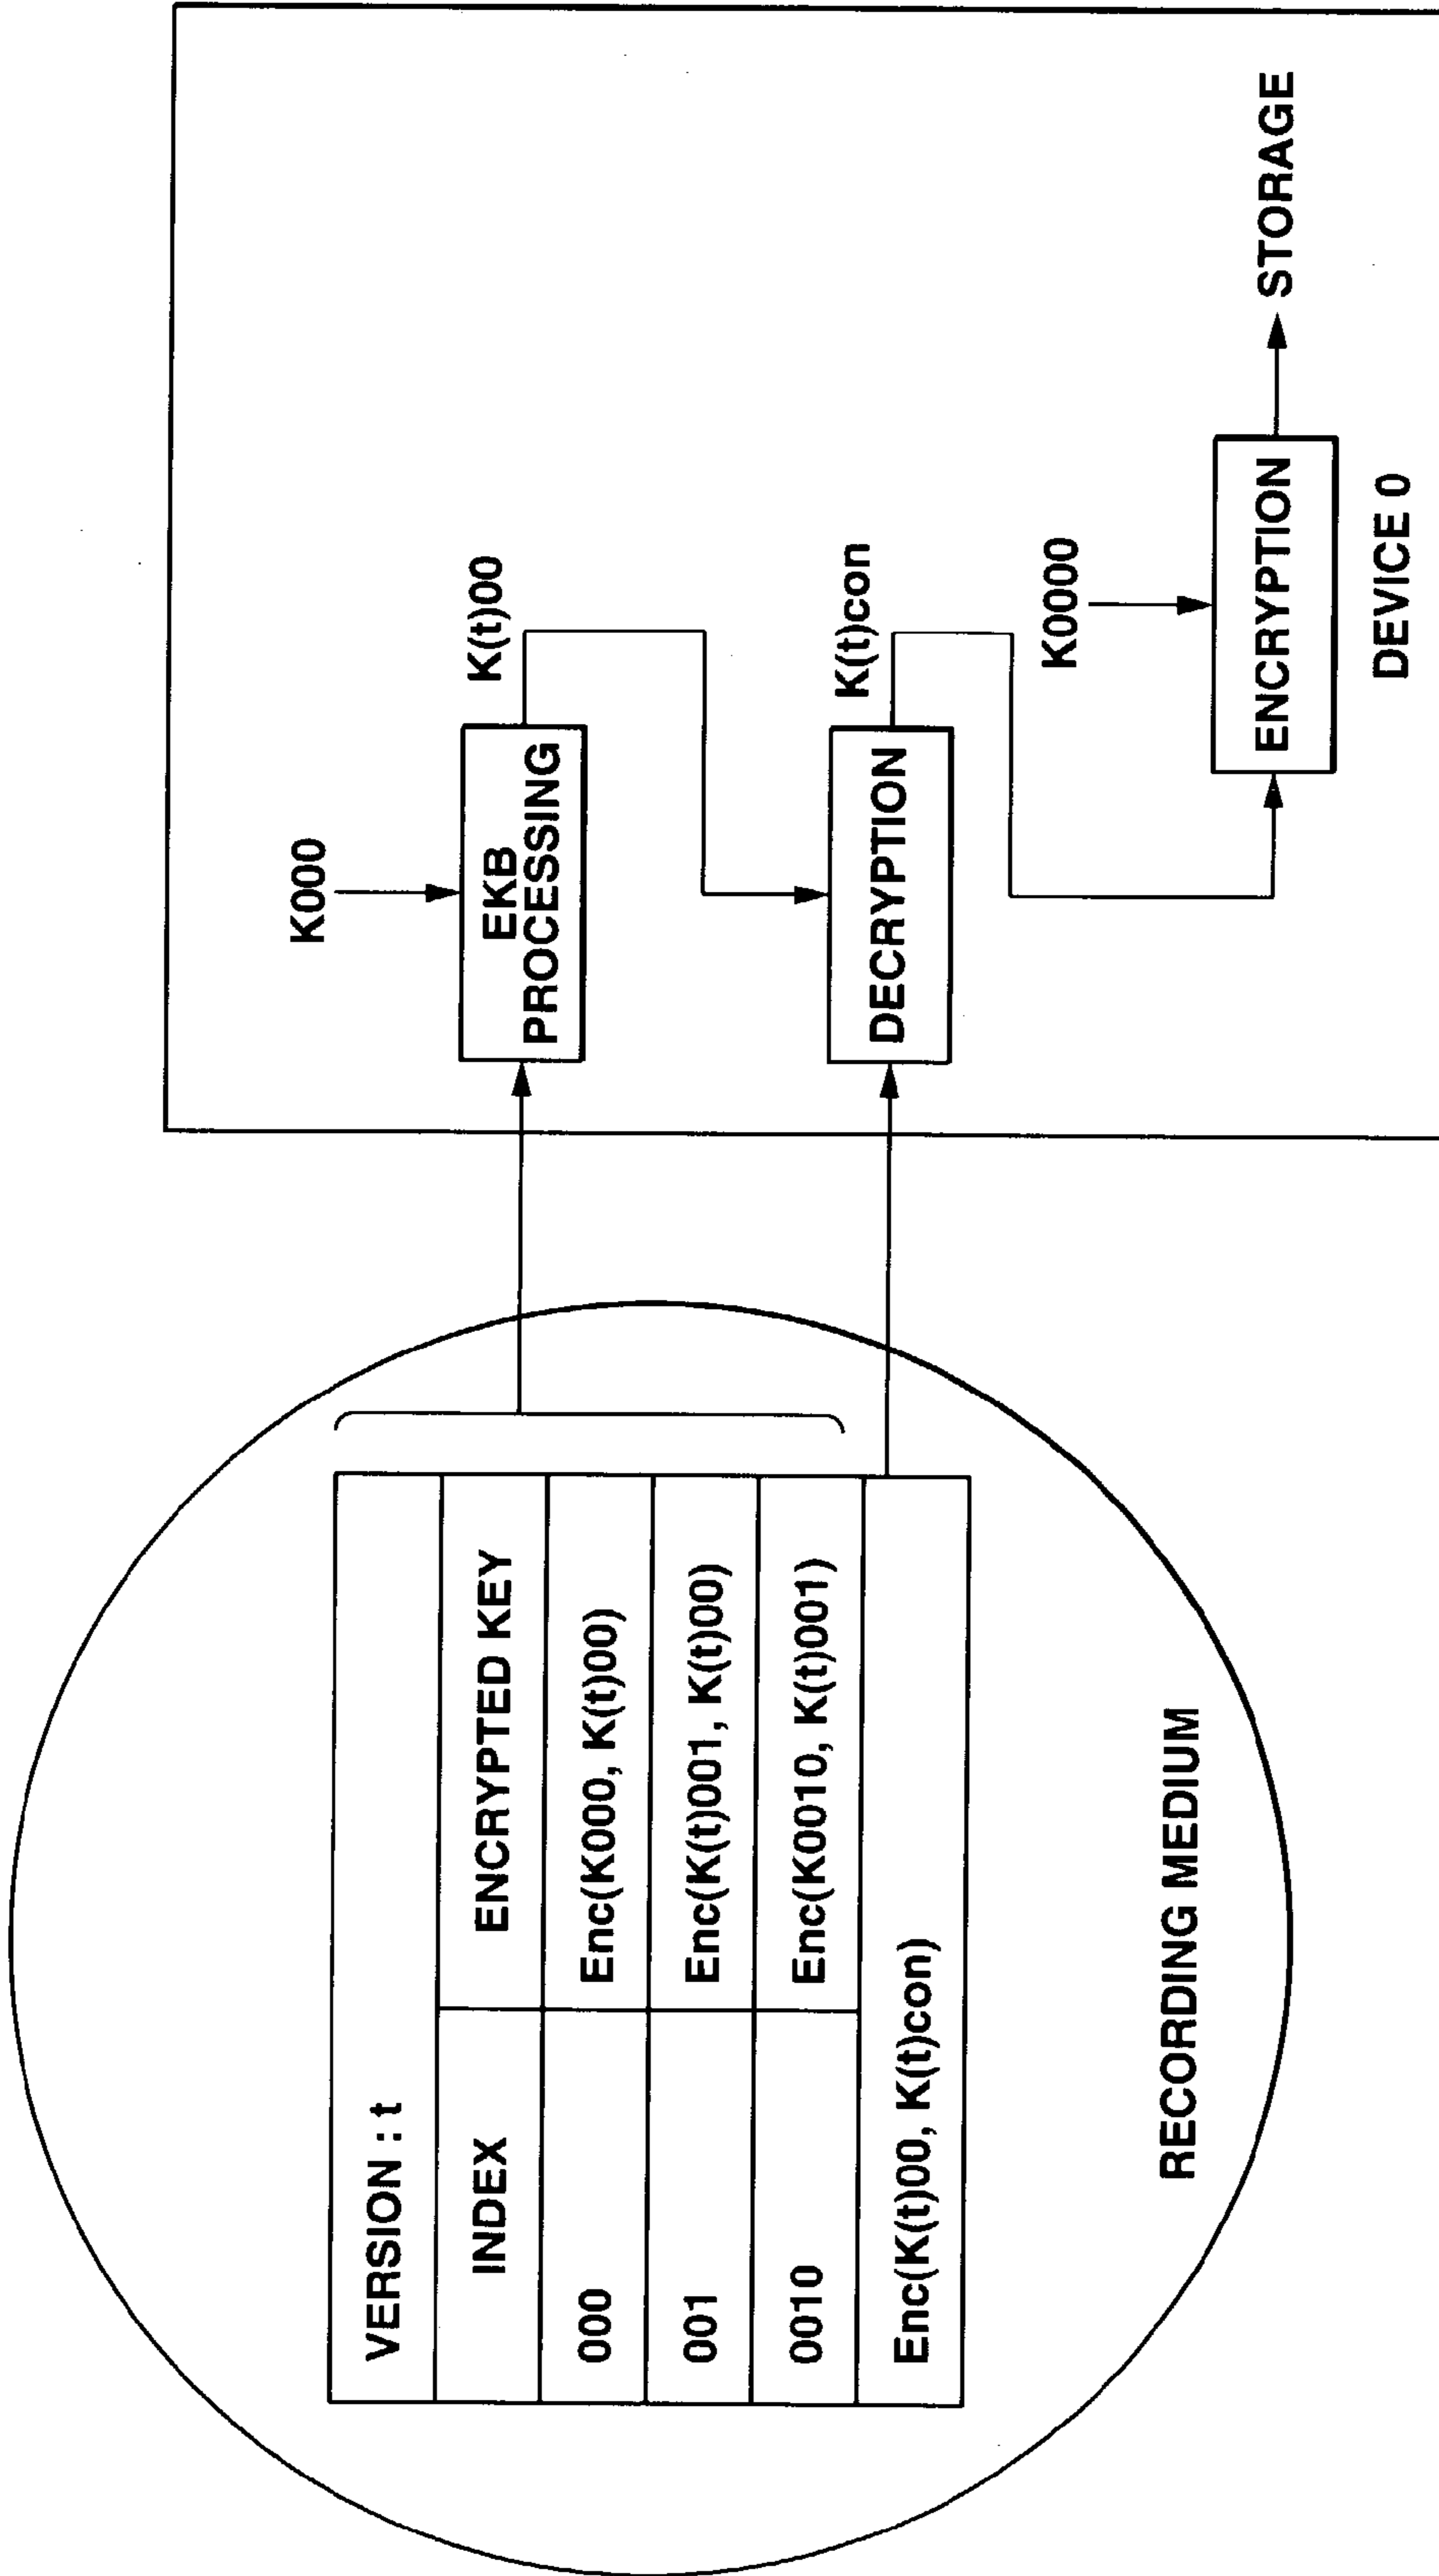 VERSION : t
INDEX
ENCRYPTED KEY
000
Enc(K000, K(t)00)
001
Enc(K(t)001, K(t)00)
0010
Enc(K0010, K(t)001)
Enc(K(t)00, K(t)con)
RECORDING MEDIUM
K000
EKB
PROCESSING
K(t)00
DECRYPTION
K(t)con
K0000
ENCRYPTION
STORAGE
DEVICE 0